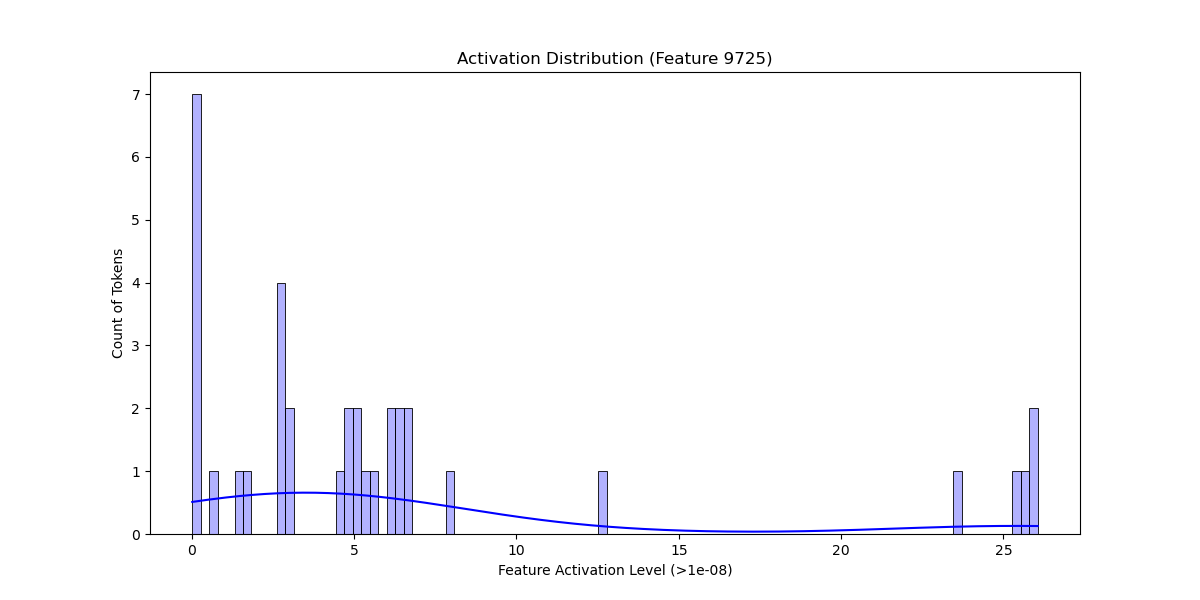 Activation Distribution (Feature 9725)
7
6
5
4
3
2
1
0
Count of Tokens
0 5 10 15 20 25
Feature Activation Level (>1e-08)